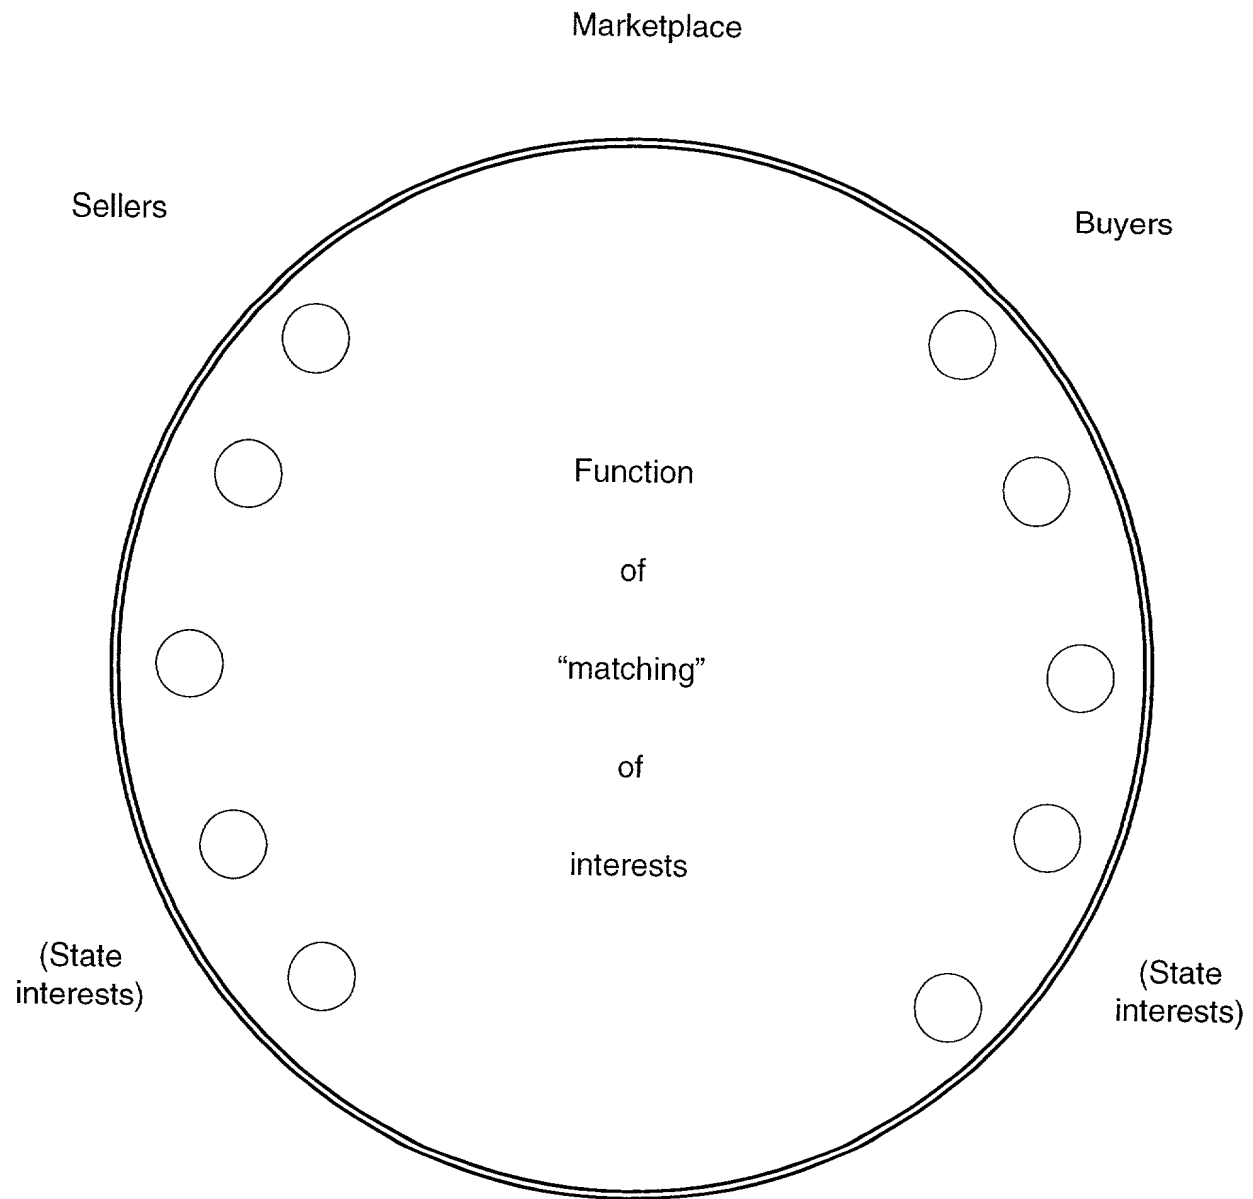 Marketplace
Sellers
Buyers
Function
of
“matching”
of
interests
(State
interests)
(State
interests)